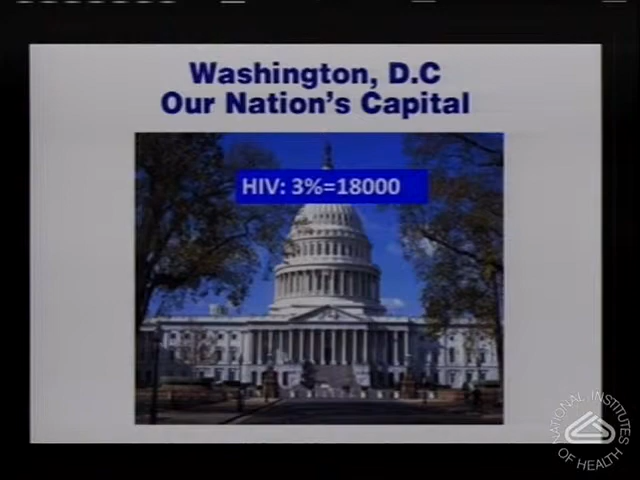 Washington, D.C
Our Nation's Capital
HIV: 3%=18000
NATIONAL INSTITUTES
OF HEALTH